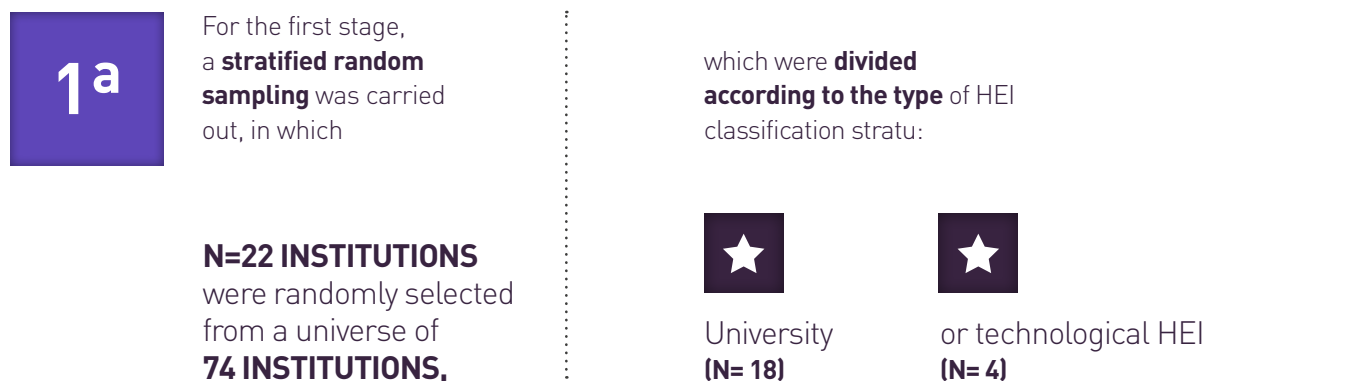 1ª
For the first stage,
a stratified random
sampling was carried
out, in which
N=22 INSTITUTIONS
were randomly selected
from a universe of
74 INSTITUTIONS,
which were divided
according to the type of HEI
classification stratu:
University
(N= 18)
or technological HEI
(N= 4)